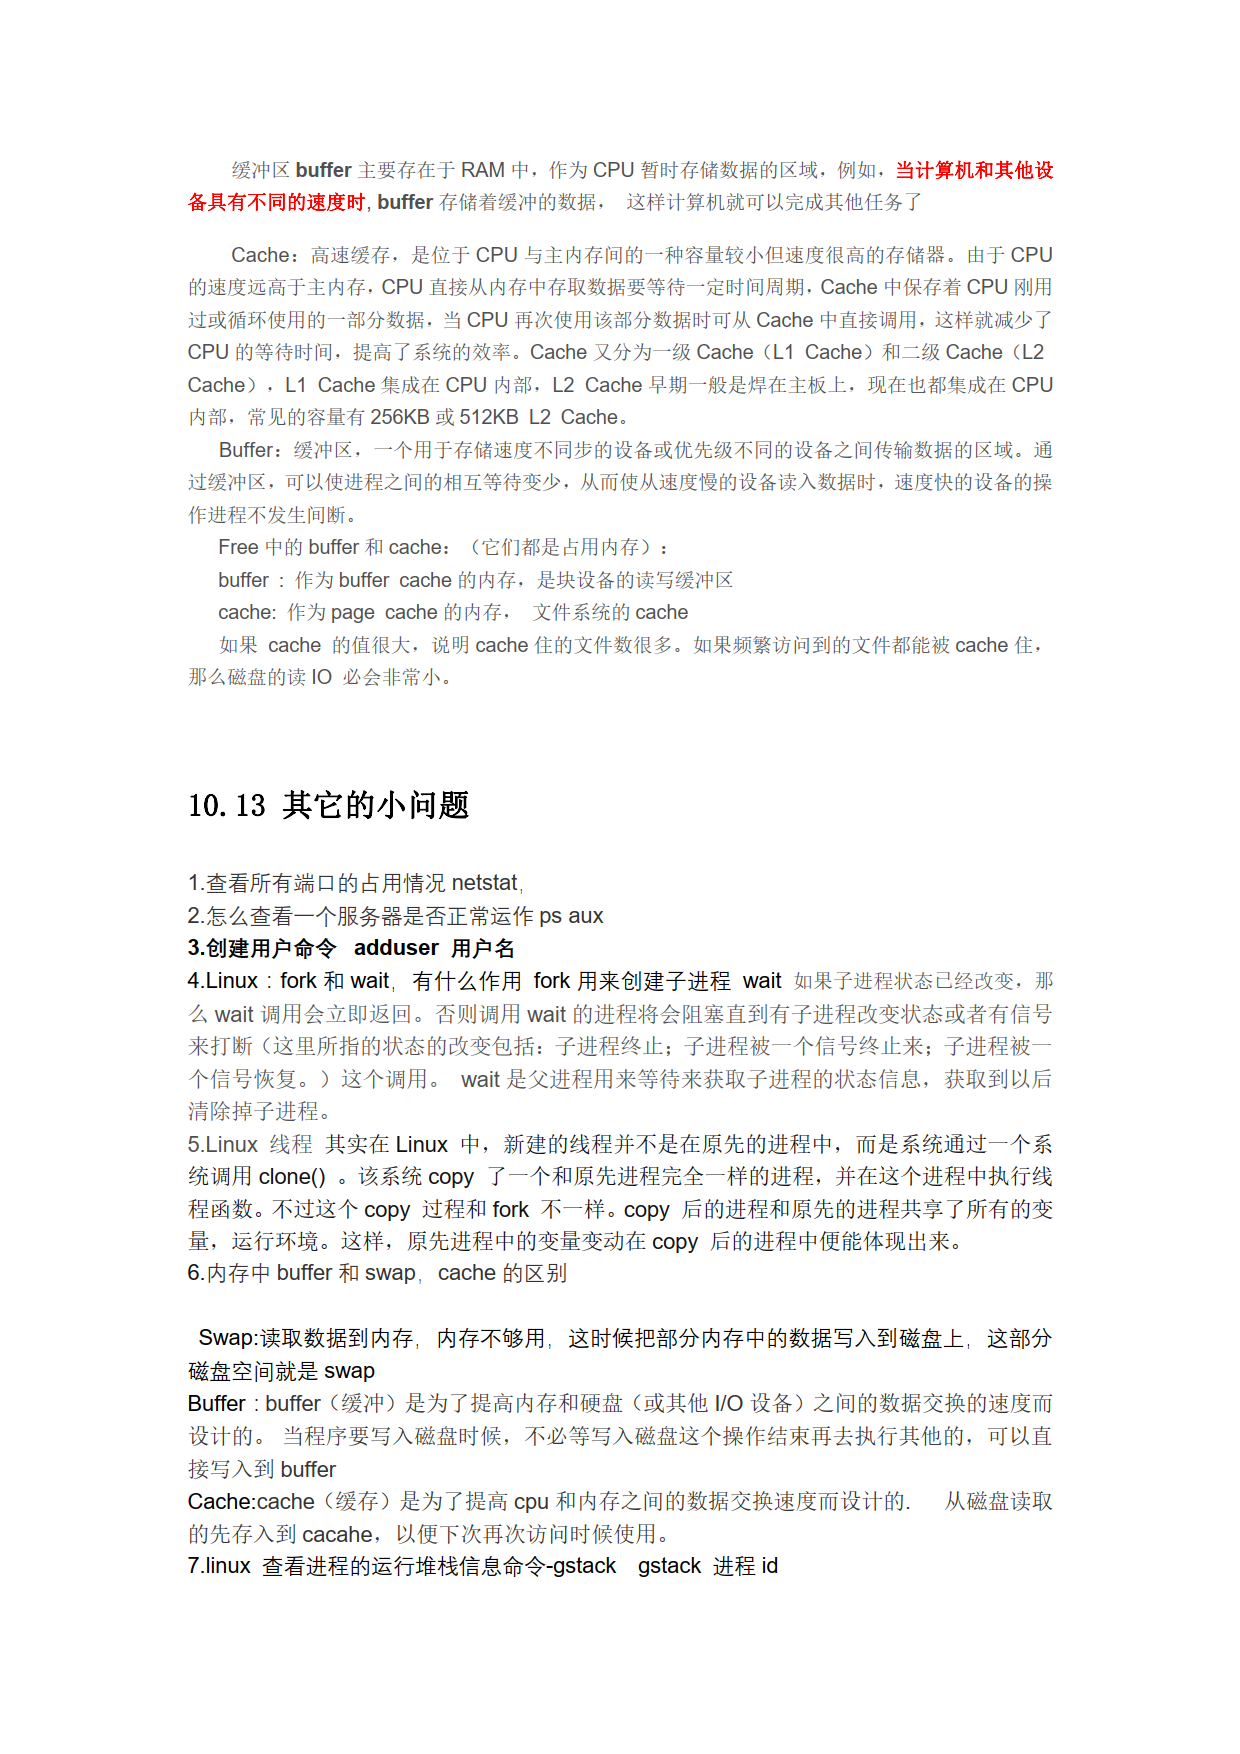 缓冲区 buffer 主要存在于 RAM 中，作为 CPU 暂时存储数据的区域，例如，当计算机和其他设
备具有不同的速度时, buffer 存储着缓冲的数据， 这样计算机就可以完成其他任务了
Cache：高速缓存，是位于 CPU 与主内存间的一种容量较小但速度很高的存储器。由于 CPU
的速度远高于主内存，CPU 直接从内存中存取数据要等待一定时间周期，Cache 中保存着 CPU 刚用
过或循环使用的一部分数据，当 CPU 再次使用该部分数据时可从 Cache 中直接调用，这样就减少了
CPU 的等待时间，提高了系统的效率。Cache 又分为一级 Cache（L1 Cache）和二级 Cache（L2
Cache），L1 Cache 集成在 CPU 内部，L2 Cache 早期一般是焊在主板上，现在也都集成在 CPU
内部，常见的容量有 256KB 或 512KB L2 Cache。
Buffer：缓冲区，一个用于存储速度不同步的设备或优先级不同的设备之间传输数据的区域。通
过缓冲区，可以使进程之间的相互等待变少，从而使从速度慢的设备读入数据时，速度快的设备的操
作进程不发生间断。
Free 中的 buffer 和 cache：（它们都是占用内存）：
buffer : 作为 buffer cache 的内存，是块设备的读写缓冲区
cache: 作为 page cache 的内存， 文件系统的 cache
如果 cache 的值很大，说明 cache 住的文件数很多。如果频繁访问到的文件都能被 cache 住，
那么磁盘的读 IO 必会非常小。
10.13 其它的小问题
1.查看所有端口的占用情况 netstat，
2.怎么查看一个服务器是否正常运作 ps aux
3.创建用户命令 adduser 用户名
4.Linux：fork 和 wait，有什么作用 fork 用来创建子进程 wait 如果子进程状态已经改变，那
么 wait 调用会立即返回。否则调用 wait 的进程将会阻塞直到有子进程改变状态或者有信号
来打断（这里所指的状态的改变包括：子进程终止；子进程被一个信号终止来；子进程被一
个信号恢复。）这个调用。 wait 是父进程用来等待来获取子进程的状态信息，获取到以后
清除掉子进程。
5.Linux 线程 其实在 Linux 中，新建的线程并不是在原先的进程中，而是系统通过一个系
统调用 clone() 。该系统 copy 了一个和原先进程完全一样的进程，并在这个进程中执行线
程函数。不过这个 copy 过程和 fork 不一样。copy 后的进程和原先的进程共享了所有的变
量，运行环境。这样，原先进程中的变量变动在 copy 后的进程中便能体现出来。
6.内存中 buffer 和 swap，cache 的区别
Swap:读取数据到内存，内存不够用，这时候把部分内存中的数据写入到磁盘上，这部分
磁盘空间就是 swap
Buffer：buffer（缓冲）是为了提高内存和硬盘（或其他 I/O 设备）之间的数据交换的速度而
设计的。 当程序要写入磁盘时候，不必等写入磁盘这个操作结束再去执行其他的，可以直
接写入到 buffer
Cache:cache（缓存）是为了提高 cpu 和内存之间的数据交换速度而设计的. 从磁盘读取
的先存入到 cacahe，以便下次再次访问时候使用。
7.linux 查看进程的运行堆栈信息命令-gstack gstack 进程 id